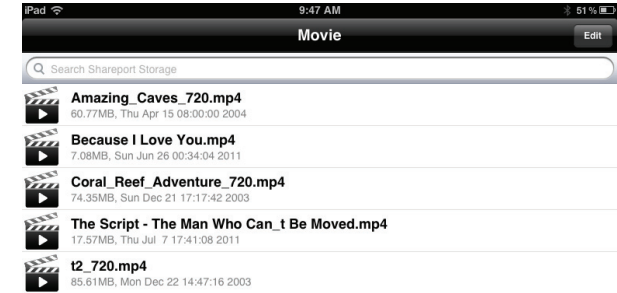 iPad 9:47 AM 51%
Movie Edit
Search Shareport Storage
Amazing_Caves_720.mp4
60.77MB, Thu Apr 15 08:00:00 2004
Because I Love You.mp4
7.08MB, Sun Jun 26 00:34:04 2011
Coral_Reef_Adventure_720.mp4
74.35MB, Sun Dec 21 17:17:42 2003
The Script - The Man Who Can_t Be Moved.mp4
17.57MB, Thu Jul  7 17:41:08 2011
t2_720.mp4
85.61MB, Mon Dec 22 14:47:16 2003